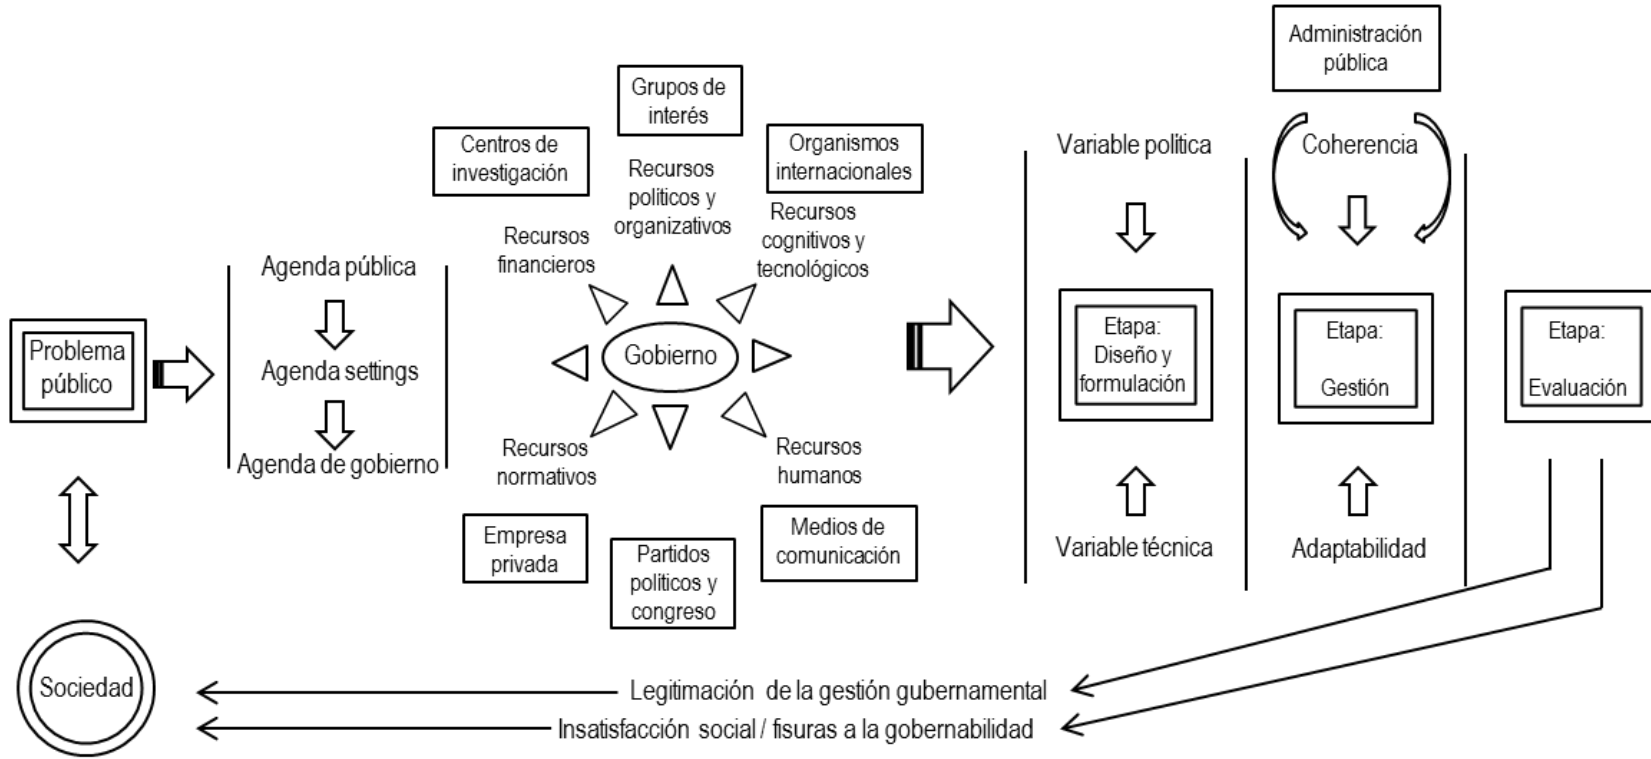 Problema
público
Sociedad
Agenda pública
Agenda settings
Agenda de gobierno
Centros de
investigación
Grupos de
interés
Organismos
internacionales
Recursos
financieros
Recursos
políticos y
organizativos
Recursos
cognitivos y
tecnológicos
Gobierno
Recursos
normativos
Recursos
humanos
Empresa
privada
Partidos
políticos y
congreso
Medios de
comunicación
Variable política
Etapa:
Diseño y
formulación
Variable técnica
Administración
pública
Coherencia
Etapa:
Gestión
Adaptabilidad
Etapa:
Evaluación
Legitimación de la gestión gubernamental
Insatisfacción social / fisuras a la gobernabilidad